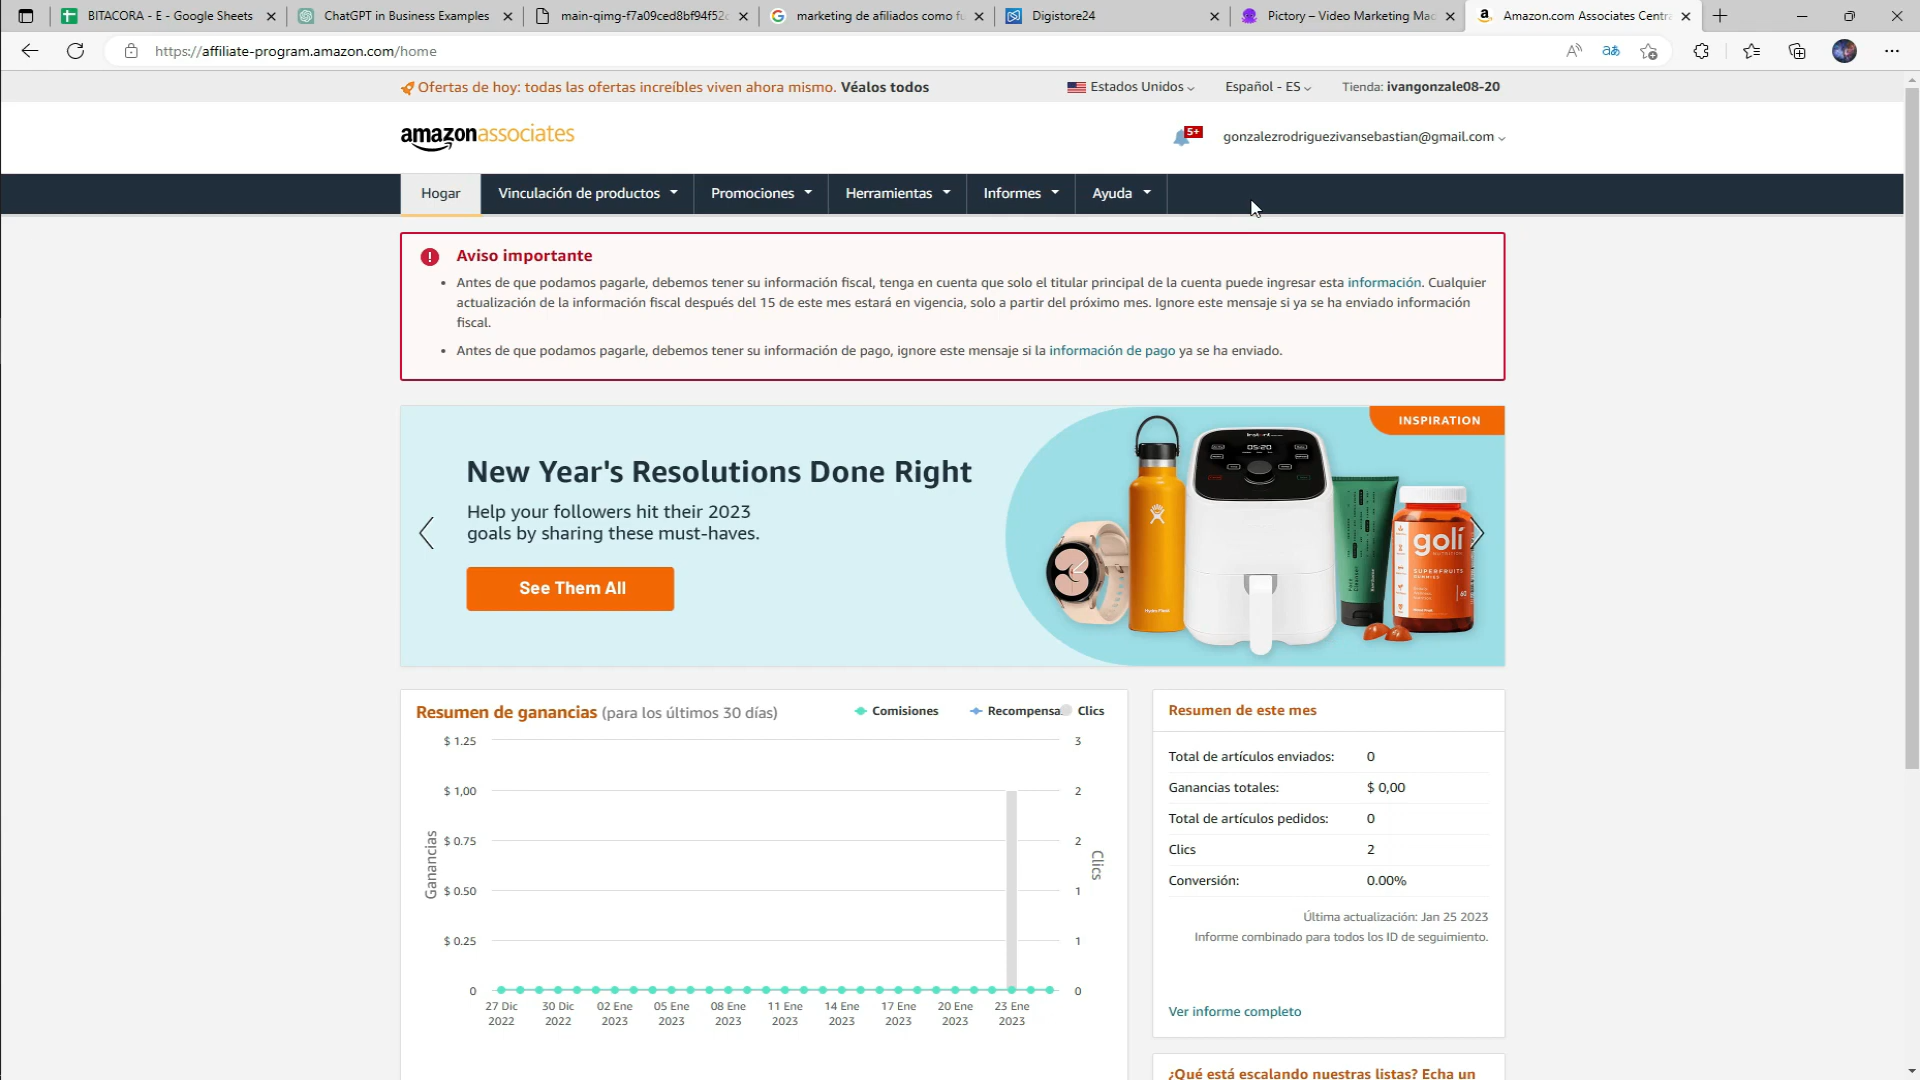 BITACORA - E - Google Sheets
ChatGPT in Business Examples
main-qimg-f7a09ced8bf94f52
marketing de afiliados como fu
Digistore24
Pictory – Video Marketing Mac
Amazon.com Associates Centra
https://affiliate-program.amazon.com/home
Ofertas de hoy: todas las ofertas increíbles viven ahora mismo. Véalos todos
Estados Unidos
Español - ES
Tienda: ivangonzale08-20
amazonassociates
5+
gonzalezrodriguezivansebastian@gmail.com
Hogar
Vinculación de productos
Promociones
Herramientas
Informes
Ayuda
Aviso importante
Antes de que podamos pagarle, debemos tener su información fiscal, tenga en cuenta que solo el titular principal de la cuenta puede ingresar esta información. Cualquier
actualización de la información fiscal después del 15 de este mes estará en vigencia, solo a partir del próximo mes. Ignore este mensaje si ya se ha enviado información
fiscal.
Antes de que podamos pagarle, debemos tener su información de pago, ignore este mensaje si la información de pago ya se ha enviado.
INSPIRATION
New Year's Resolutions Done Right
Help your followers hit their 2023
goals by sharing these must-haves.
See Them All
instant
05:20
Hydro Flask
goli
NUTRITION
SUPERFRUITS
GUMMIES
60
Resumen de ganancias (para los últimos 30 días)
Comisiones
Recompensa
Clics
$ 1.25
$ 1,00
$ 0.75
$ 0.50
$ 0.25
0
Ganancias
3
2
2
1
1
0
Clics
27 Dic 2022
30 Dic 2022
02 Ene 2023
05 Ene 2023
08 Ene 2023
11 Ene 2023
14 Ene 2023
17 Ene 2023
20 Ene 2023
23 Ene 2023
Resumen de este mes
Total de artículos enviados: 0
Ganancias totales: $ 0,00
Total de artículos pedidos: 0
Clics 2
Conversión: 0.00%
Última actualización: Jan 25 2023
Informe combinado para todos los ID de seguimiento.
Ver informe completo
¿Qué está escalando nuestras listas? Echa un